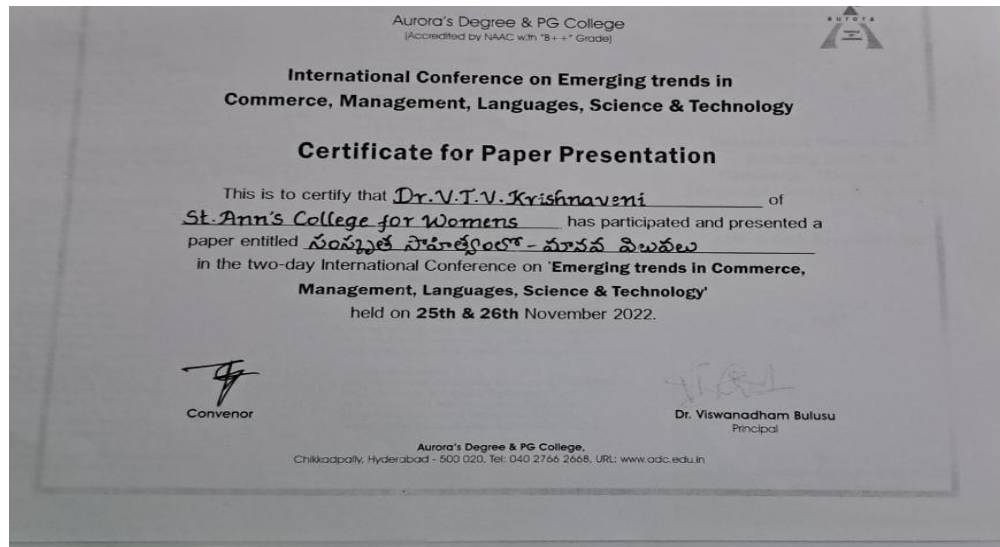 Aurora's Degree & PG College
(Accredited by NAAC with "B++" Grade)
aurora
International Conference on Emerging trends in
Commerce, Management, Languages, Science & Technology
Certificate for Paper Presentation
This is to certify that Dr. V.T.V. Krishnaveni of
St. Ann's College for Womens has participated and presented a
paper entitled సంస్కృత సాహిత్యంలో - మానవ విలువలు
in the two-day International Conference on 'Emerging trends in Commerce,
Management, Languages, Science & Technology'
held on 25th & 26th November 2022.
Convenor
Dr. Viswanadham Bulusu
Principal
Aurora's Degree & PG College,
Chikkadpally, Hyderabad - 500 020, Tel: 040 2766 2668, URL: www.adc.edu.in